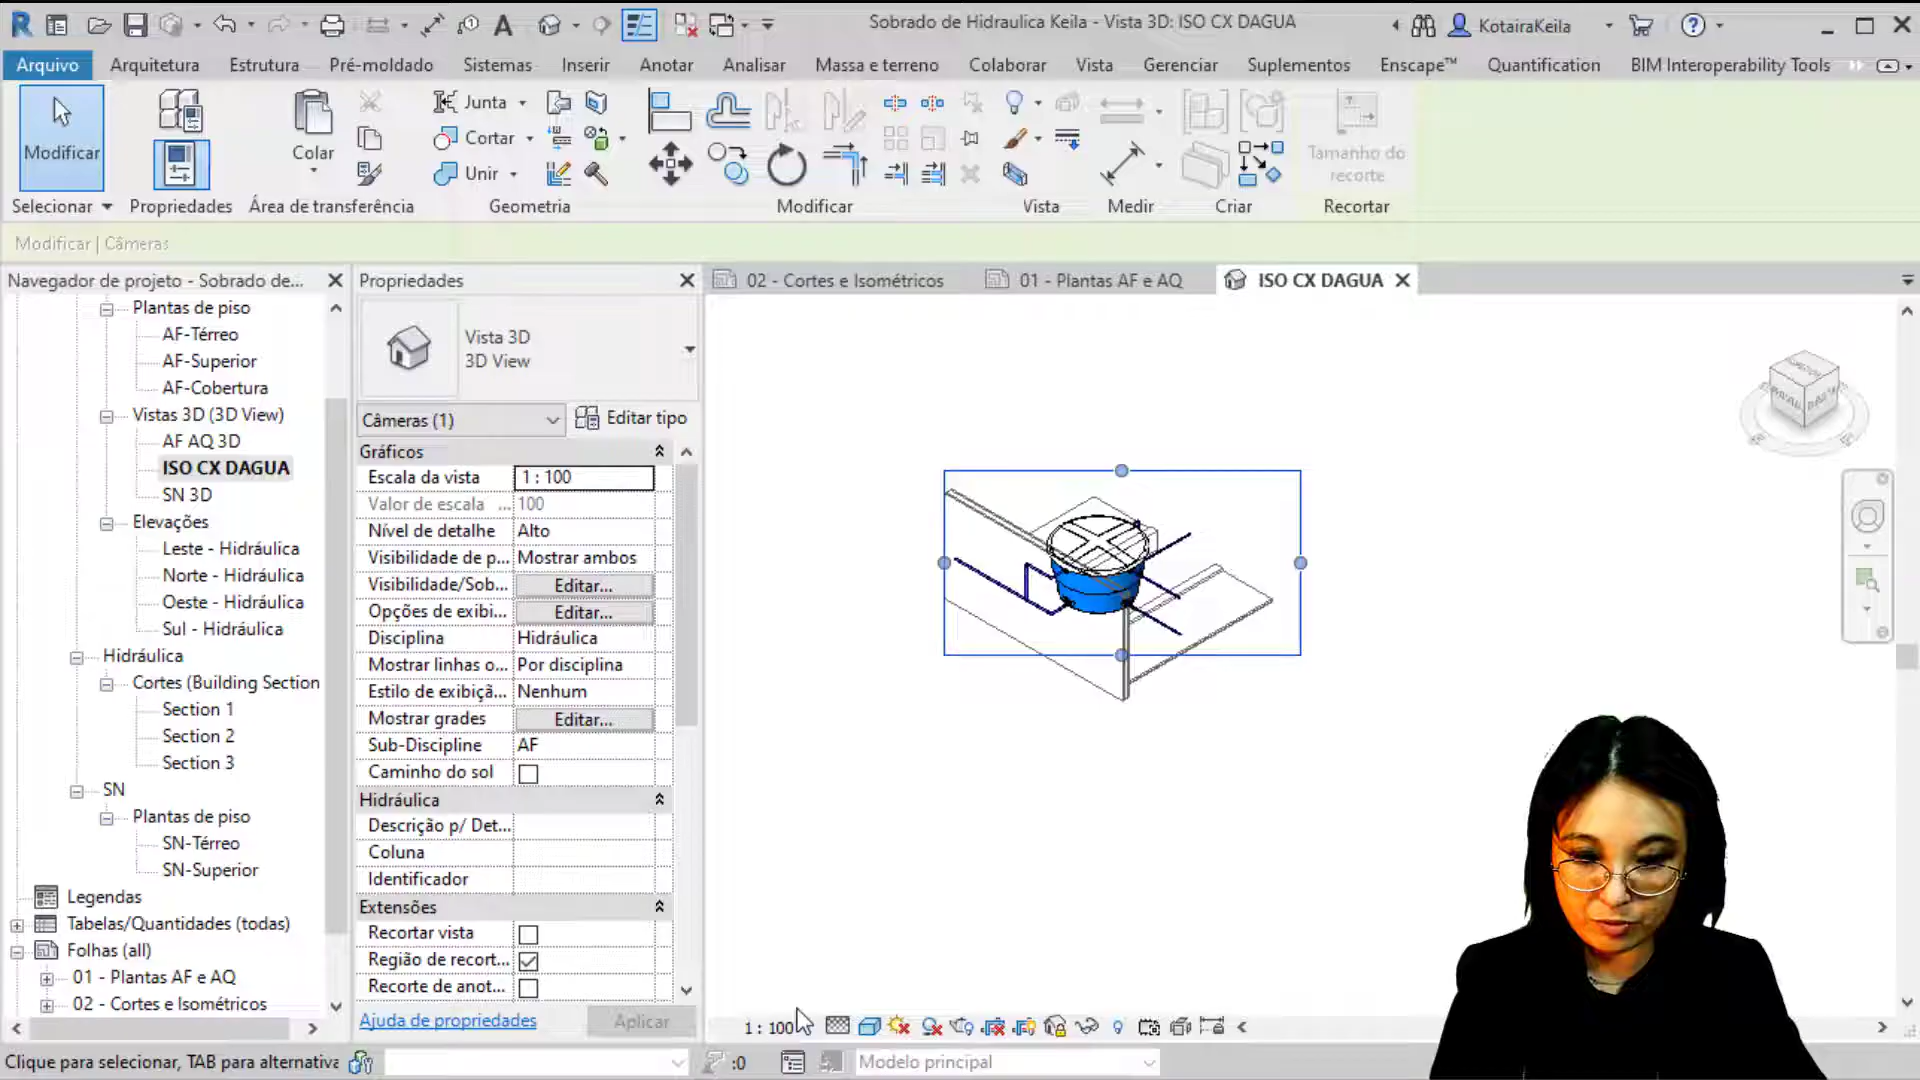 Sobrado de Hidraulica Keila - Vista 3D: ISO CX DAGUA
KotairaKeila
Arquivo Arquitetura Estrutura Pré-moldado Sistemas Inserir Anotar Analisar Massa e terreno Colaborar Vista Gerenciar Suplementos Enscape™ Quantification BIM Interoperability Tools
Modificar
Colar
Junta
Cortar
Unir
Tamanho do
recorte
Selecionar Propriedades Área de transferência Geometria Modificar Vista Medir Criar Recortar
Modificar | Câmeras
Navegador de projeto - Sobrado de...
Plantas de piso
AF-Térreo
AF-Superior
AF-Cobertura
Vistas 3D (3D View)
AF AQ 3D
ISO CX DAGUA
SN 3D
Elevações
Leste - Hidráulica
Norte - Hidráulica
Oeste - Hidráulica
Sul - Hidráulica
Hidráulica
Cortes (Building Section
Section 1
Section 2
Section 3
SN
Plantas de piso
SN-Térreo
SN-Superior
Legendas
Tabelas/Quantidades (todas)
Folhas (all)
01 - Plantas AF e AQ
02 - Cortes e Isométricos
Propriedades
Vista 3D
3D View
Câmeras (1) Editar tipo
Gráficos
Escala da vista 1 : 100
Valor de escala ... 100
Nível de detalhe Alto
Visibilidade de p... Mostrar ambos
Visibilidade/Sob... Editar...
Opções de exibi... Editar...
Disciplina Hidráulica
Mostrar linhas o... Por disciplina
Estilo de exibiçã... Nenhum
Mostrar grades Editar...
Sub-Discipline AF
Caminho do sol
Hidráulica
Descrição p/ Det...
Coluna
Identificador
Extensões
Recortar vista
Região de recort...
Recorte de anot...
Ajuda de propriedades Aplicar
02 - Cortes e Isométricos 01 - Plantas AF e AQ ISO CX DAGUA
1 : 100
Clique para selecionar, TAB para alternativa
:0
Modelo principal